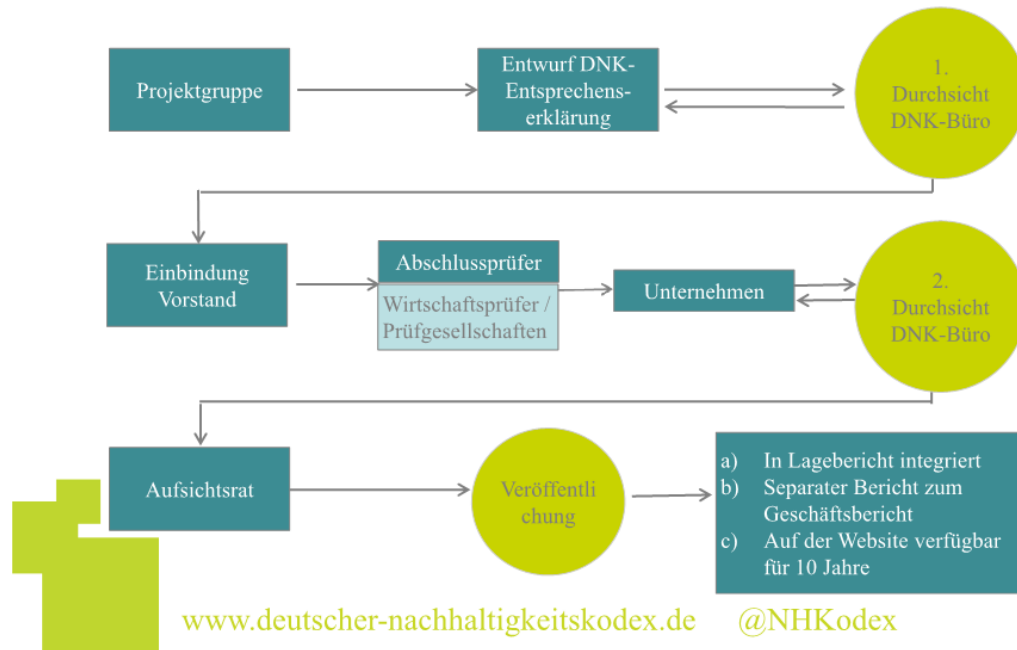 Projektgruppe
Entwurf DNK-
Entsprechens-
erklärung
1.
Durchsicht
DNK-Büro
Einbindung
Vorstand
Abschlussprüfer
Wirtschaftsprüfer /
Prüfgesellschaften
Unternehmen
2.
Durchsicht
DNK-Büro
Aufsichtsrat
Veröffentli
chung
a) In Lagebericht integriert
b) Separater Bericht zum
Geschäftsbericht
c) Auf der Website verfügbar
für 10 Jahre
www.deutscher-nachhaltigkeitskodex.de @NHKodex